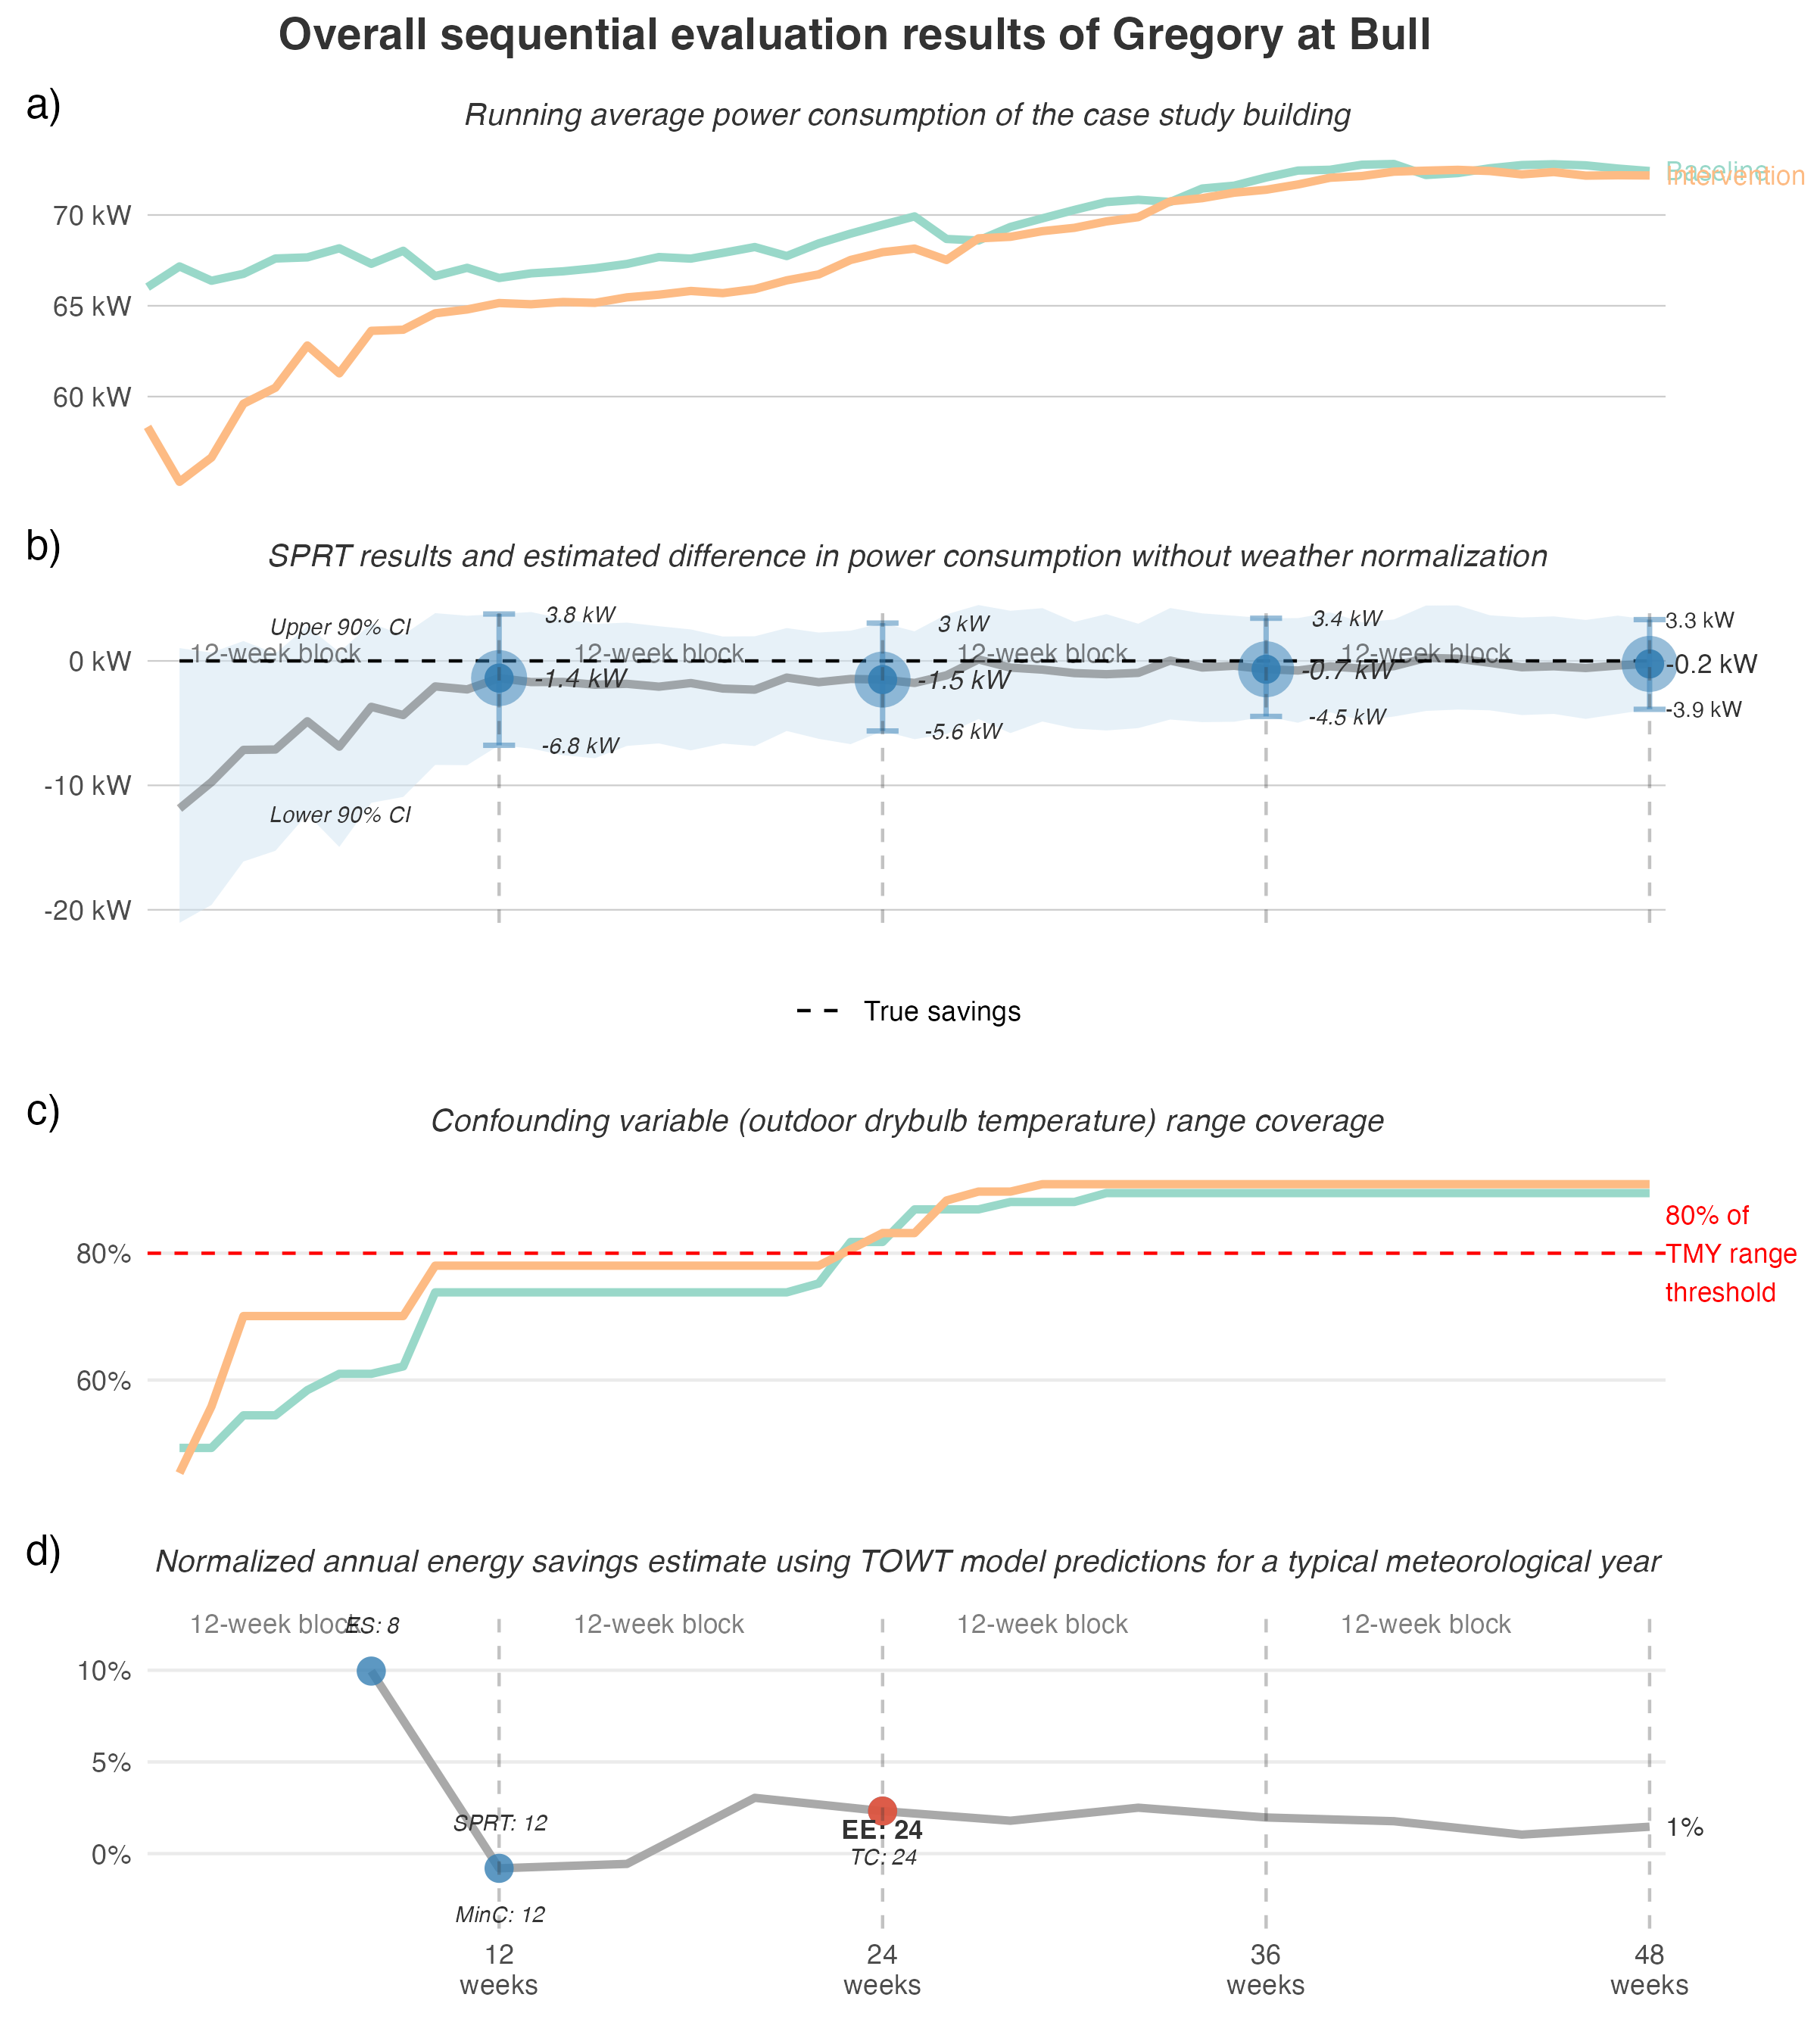 Overall sequential evaluation results of Gregory at Bull
a)
Running average power consumption of the case study building
Baseline
Intervention
70 kW
65 kW
60 kW
b)
SPRT results and estimated difference in power consumption without weather normalization
Upper 90% CI
3.8 kW
3 kW
3.4 kW
3.3 kW
12-week block
12-week block
12-week block
12-week block
0 kW
-1.4 kW
-1.5 kW
-0.7 kW
-0.2 kW
-6.8 kW
-5.6 kW
-4.5 kW
-3.9 kW
-10 kW
Lower 90% CI
-20 kW
True savings
c)
Confounding variable (outdoor drybulb temperature) range coverage
80%
60%
80% of
TMY range
threshold
d)
Normalized annual energy savings estimate using TOWT model predictions for a typical meteorological year
12-week block
ES: 8
12-week block
12-week block
12-week block
10%
5%
0%
SPRT: 12
MinC: 12
EE: 24
TC: 24
1%
12
weeks
24
weeks
36
weeks
48
weeks